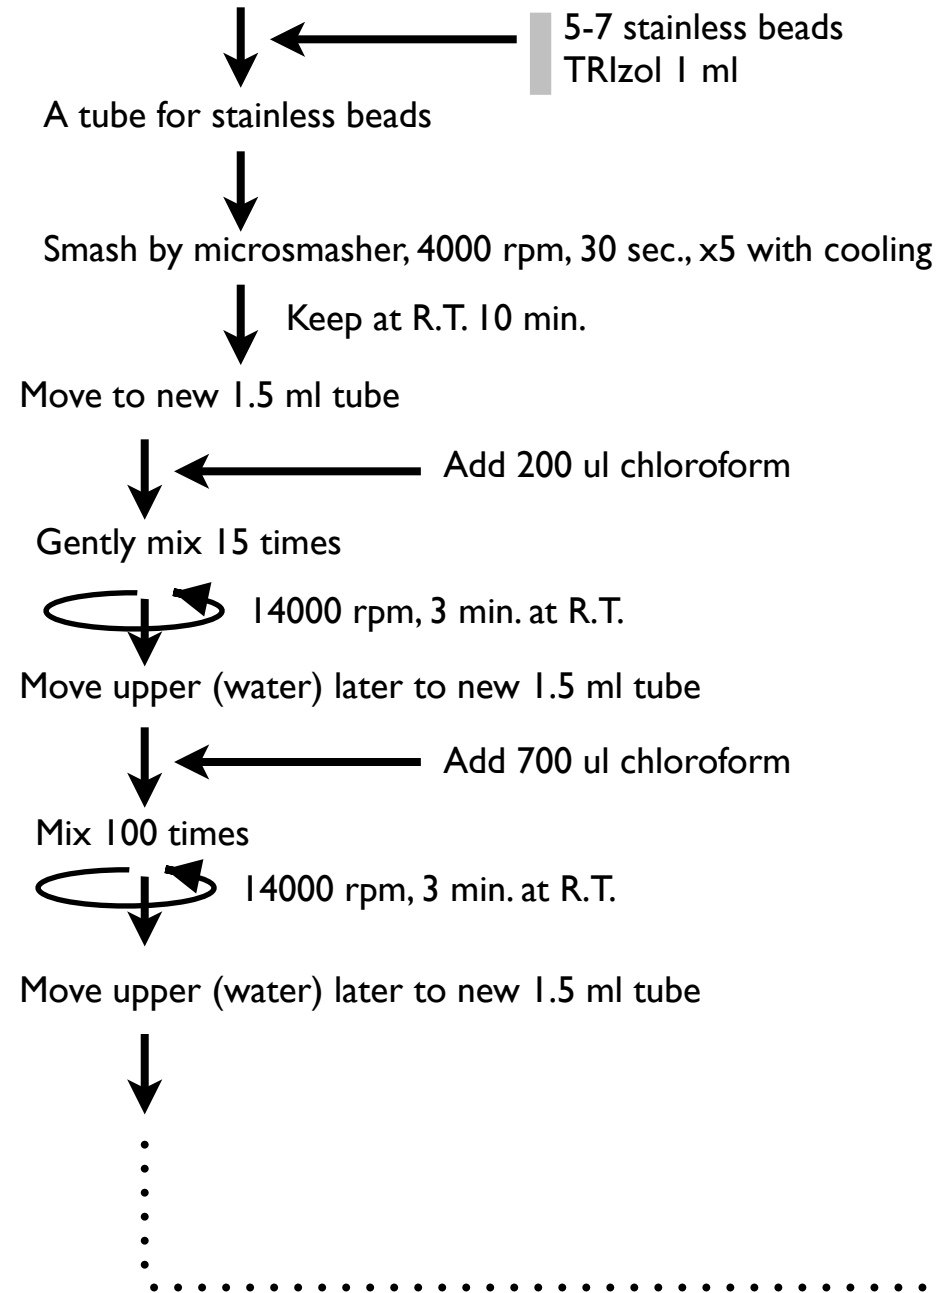 5-7 stainless beads
TRIzol 1 ml
A tube for stainless beads
Smash by microsmasher, 4000 rpm, 30 sec., x5 with cooling
Keep at R.T. 10 min.
Move to new 1.5 ml tube
Add 200 ul chloroform
Gently mix 15 times
14000 rpm, 3 min. at R.T.
Move upper (water) later to new 1.5 ml tube
Add 700 ul chloroform
Mix 100 times
14000 rpm, 3 min. at R.T.
Move upper (water) later to new 1.5 ml tube